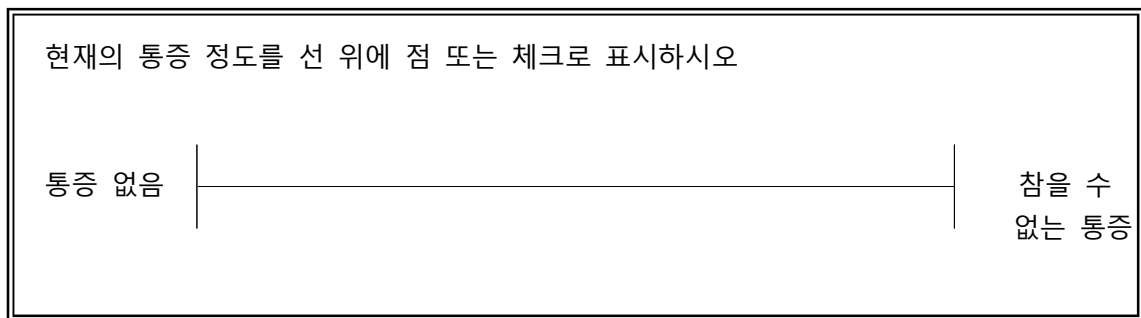 현재의 통증 정도를 선 위에 점 또는 체크로 표시하시오
통증 없음
참을 수
없는 통증